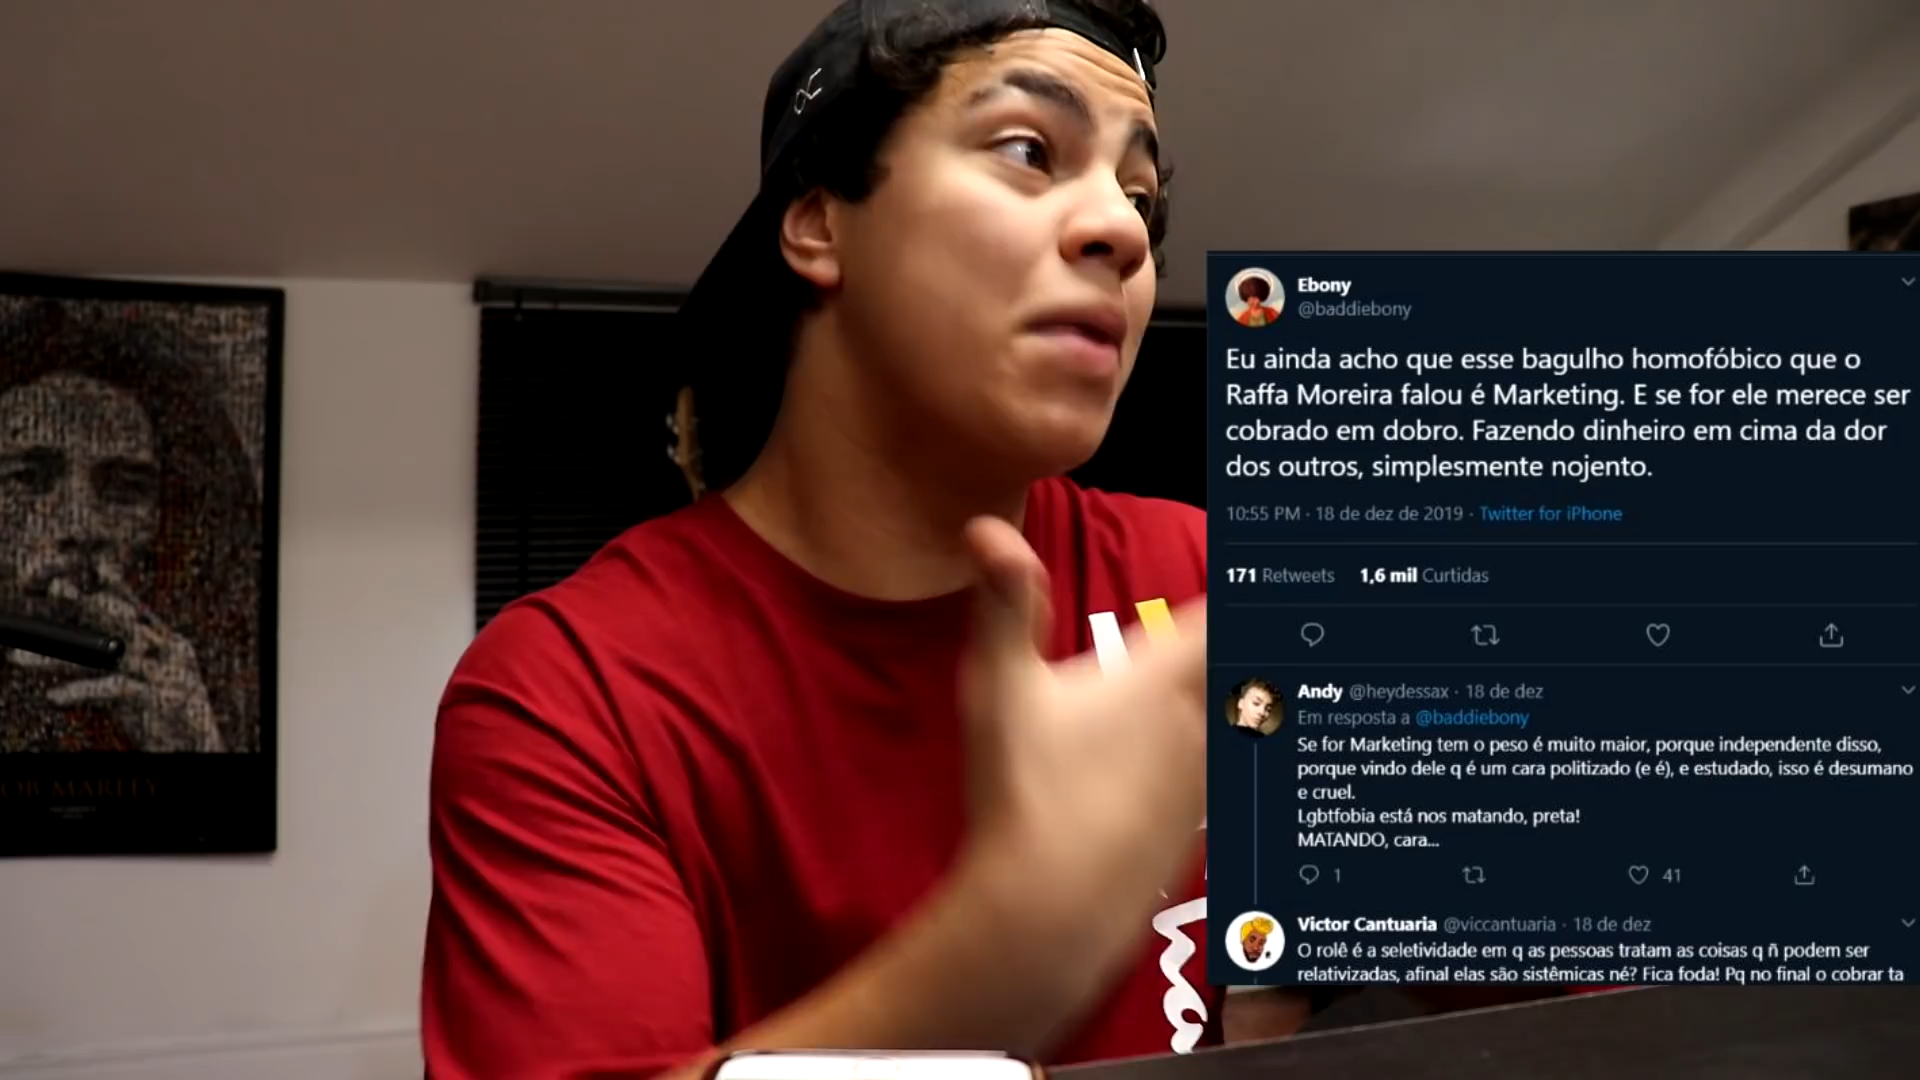 Ebony
@baddiebony
Eu ainda acho que esse bagulho homofóbico que o
Raffa Moreira falou é Marketing. E se for ele merece ser
cobrado em dobro. Fazendo dinheiro em cima da dor
dos outros, simplesmente nojento.
10:55 PM · 18 de dez de 2019 · Twitter for iPhone
171 Retweets 1,6 mil Curtidas
Andy @heydessax · 18 de dez
Em resposta a @baddiebony
Se for Marketing tem o peso é muito maior, porque independente disso,
porque vindo dele q é um cara politizado (e é), e estudado, isso é desumano
e cruel.
Lgbtfobia está nos matando, preta!
MATANDO, cara...
1 41
Victor Cantuaria @viccantuaria · 18 de dez
O rolê é a seletividade em q as pessoas tratam as coisas q ñ podem ser
relativizadas, afinal elas são sistêmicas né? Fica foda! Pq no final o cobrar ta
OB MARLEY